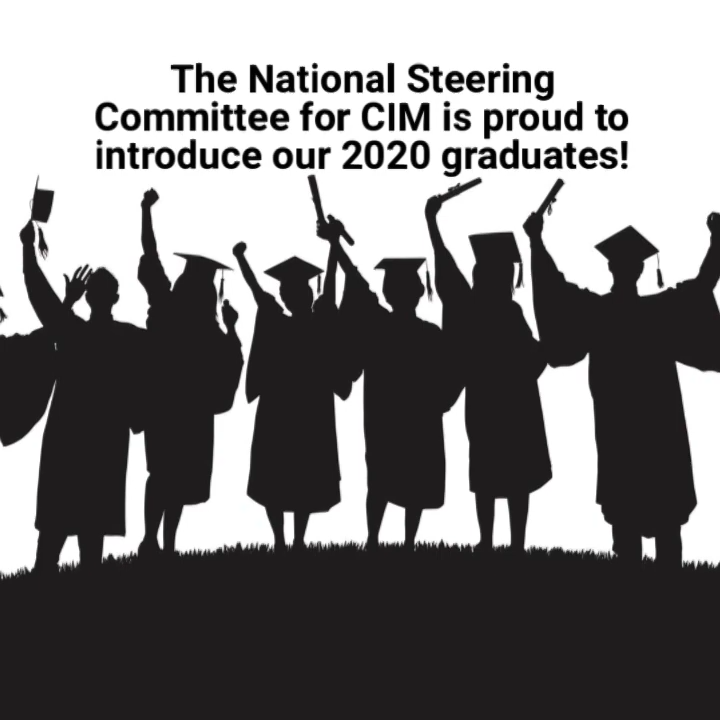 The National Steering
Committee for CIM is proud to
introduce our 2020 graduates!